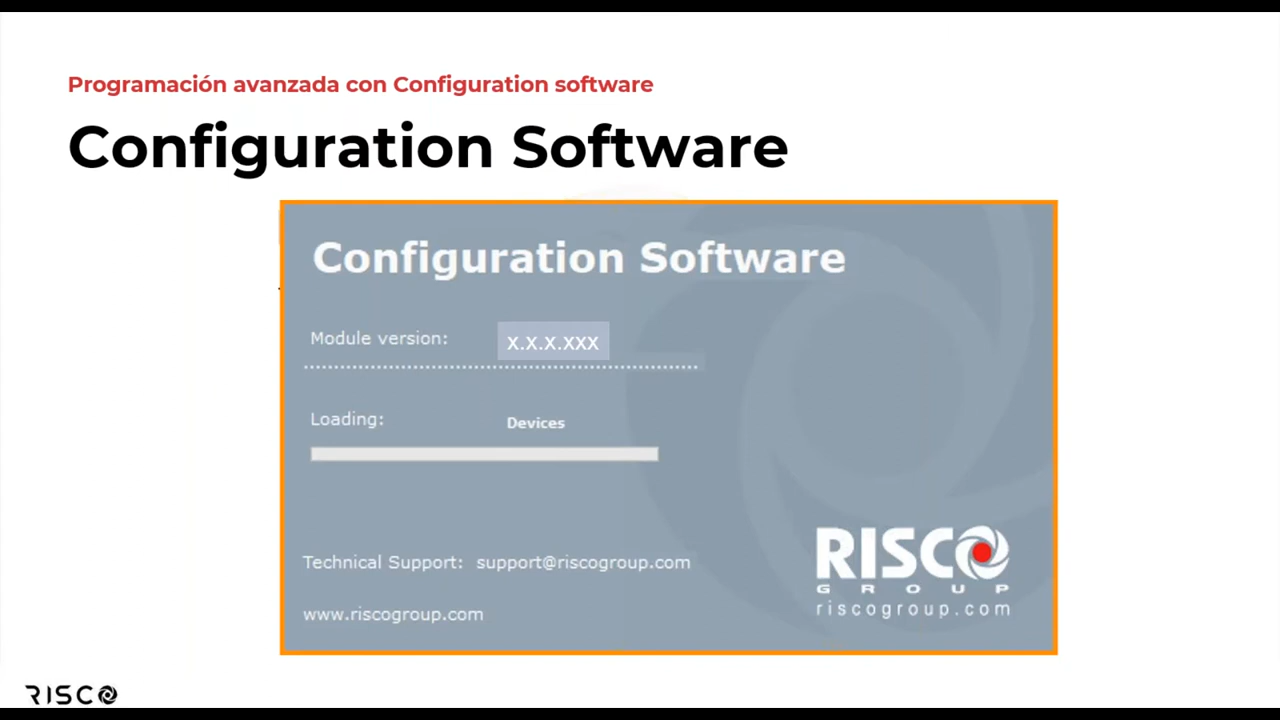 Programación avanzada con Configuration software
Configuration Software
Configuration Software
Module version: x.x.x.xxx
Loading: Devices
Technical Support: support@riscogroup.com
www.riscogroup.com
RISCO
GROUP
riscogroup.com
RISCO